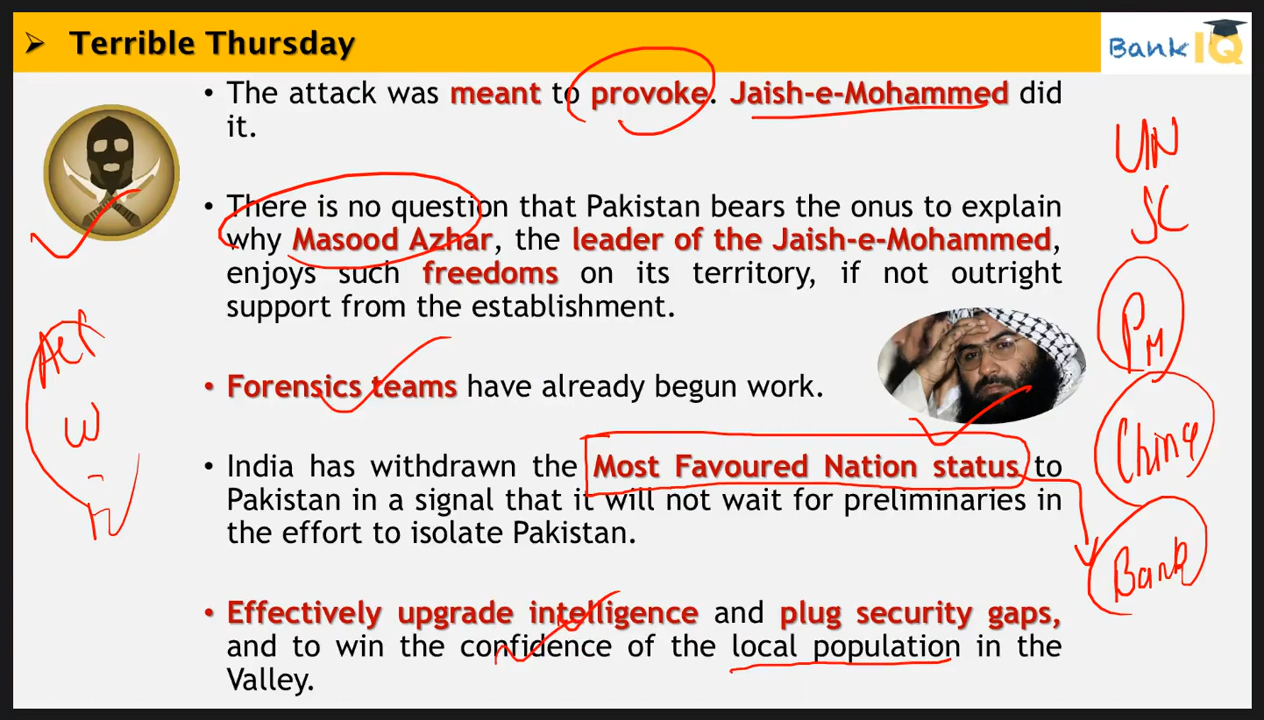 ➤ Terrible Thursday
Bank IQ
• The attack was meant to provoke. Jaish-e-Mohammed did
it.
• There is no question that Pakistan bears the onus to explain
why Masood Azhar, the leader of the Jaish-e-Mohammed,
enjoys such freedoms on its territory, if not outright
support from the establishment.
• Forensics teams have already begun work.
• India has withdrawn the Most Favoured Nation status to
Pakistan in a signal that it will not wait for preliminaries in
the effort to isolate Pakistan.
• Effectively upgrade intelligence and plug security gaps,
and to win the confidence of the local population in the
Valley.
UN
SC
PM
China
Bank